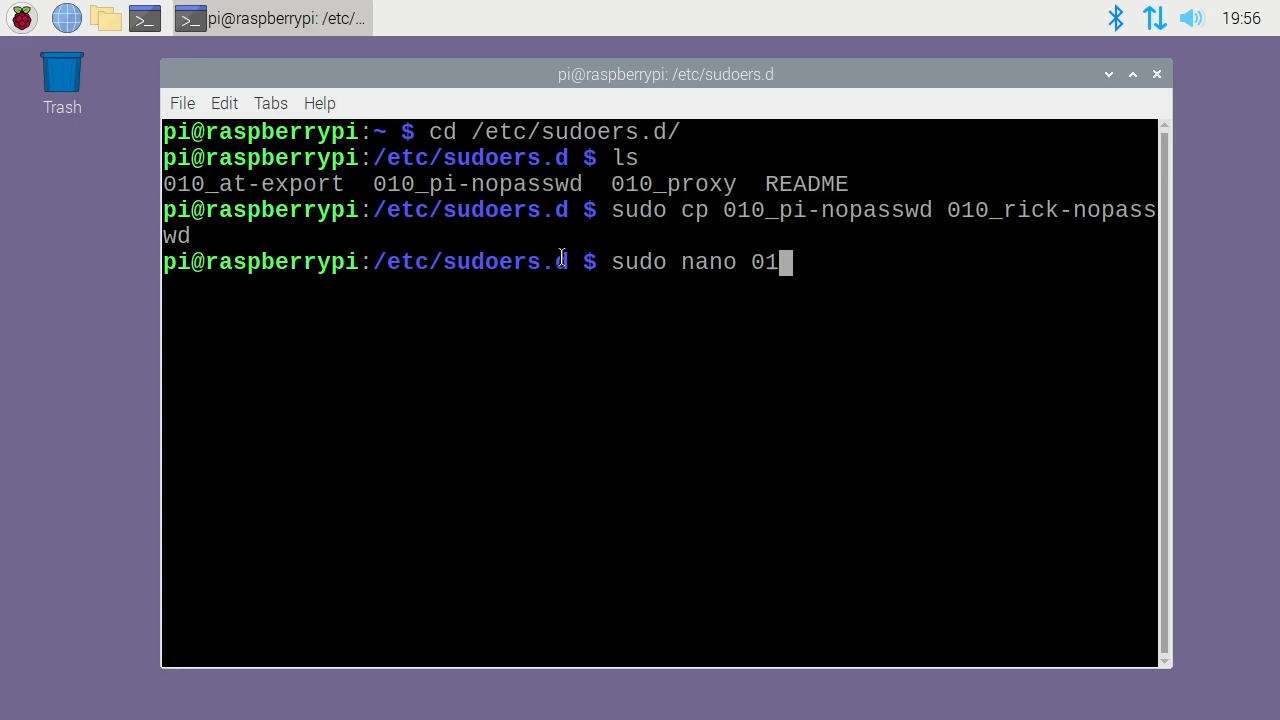 pi@raspberrypi: /etc/...
19:56
Trash
pi@raspberrypi: /etc/sudoers.d
File Edit Tabs Help
pi@raspberrypi:~ $ cd /etc/sudoers.d/
pi@raspberrypi:/etc/sudoers.d $ ls
010_at-export  010_pi-nopasswd  010_proxy  README
pi@raspberrypi:/etc/sudoers.d $ sudo cp 010_pi-nopasswd 010_rick-nopass
wd
pi@raspberrypi:/etc/sudoers.d $ sudo nano 01